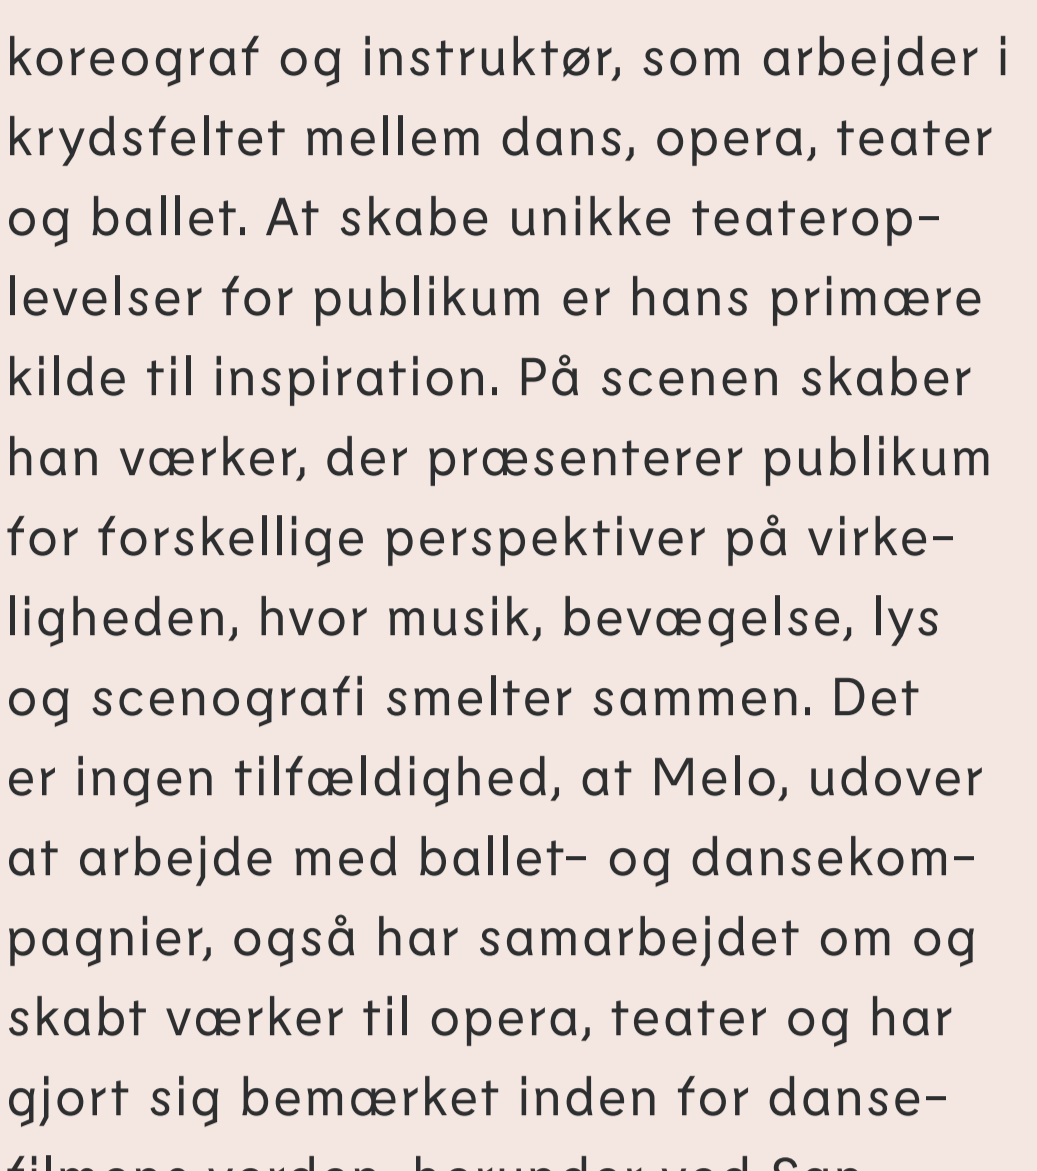 koreograf og instruktør, som arbejder i
krydsfeltet mellem dans, opera, teater
og ballet. At skabe unikke teaterop-
levelser for publikum er hans primære
kilde til inspiration. På scenen skaber
han værker, der præsenterer publikum
for forskellige perspektiver på virke-
ligheden, hvor musik, bevægelse, lys
og scenografi smelter sammen. Det
er ingen tilfældighed, at Melo, udover
at arbejde med ballet- og dansekom-
pagnier, også har samarbejdet om og
skabt værker til opera, teater og har
gjort sig bemærket inden for danse-